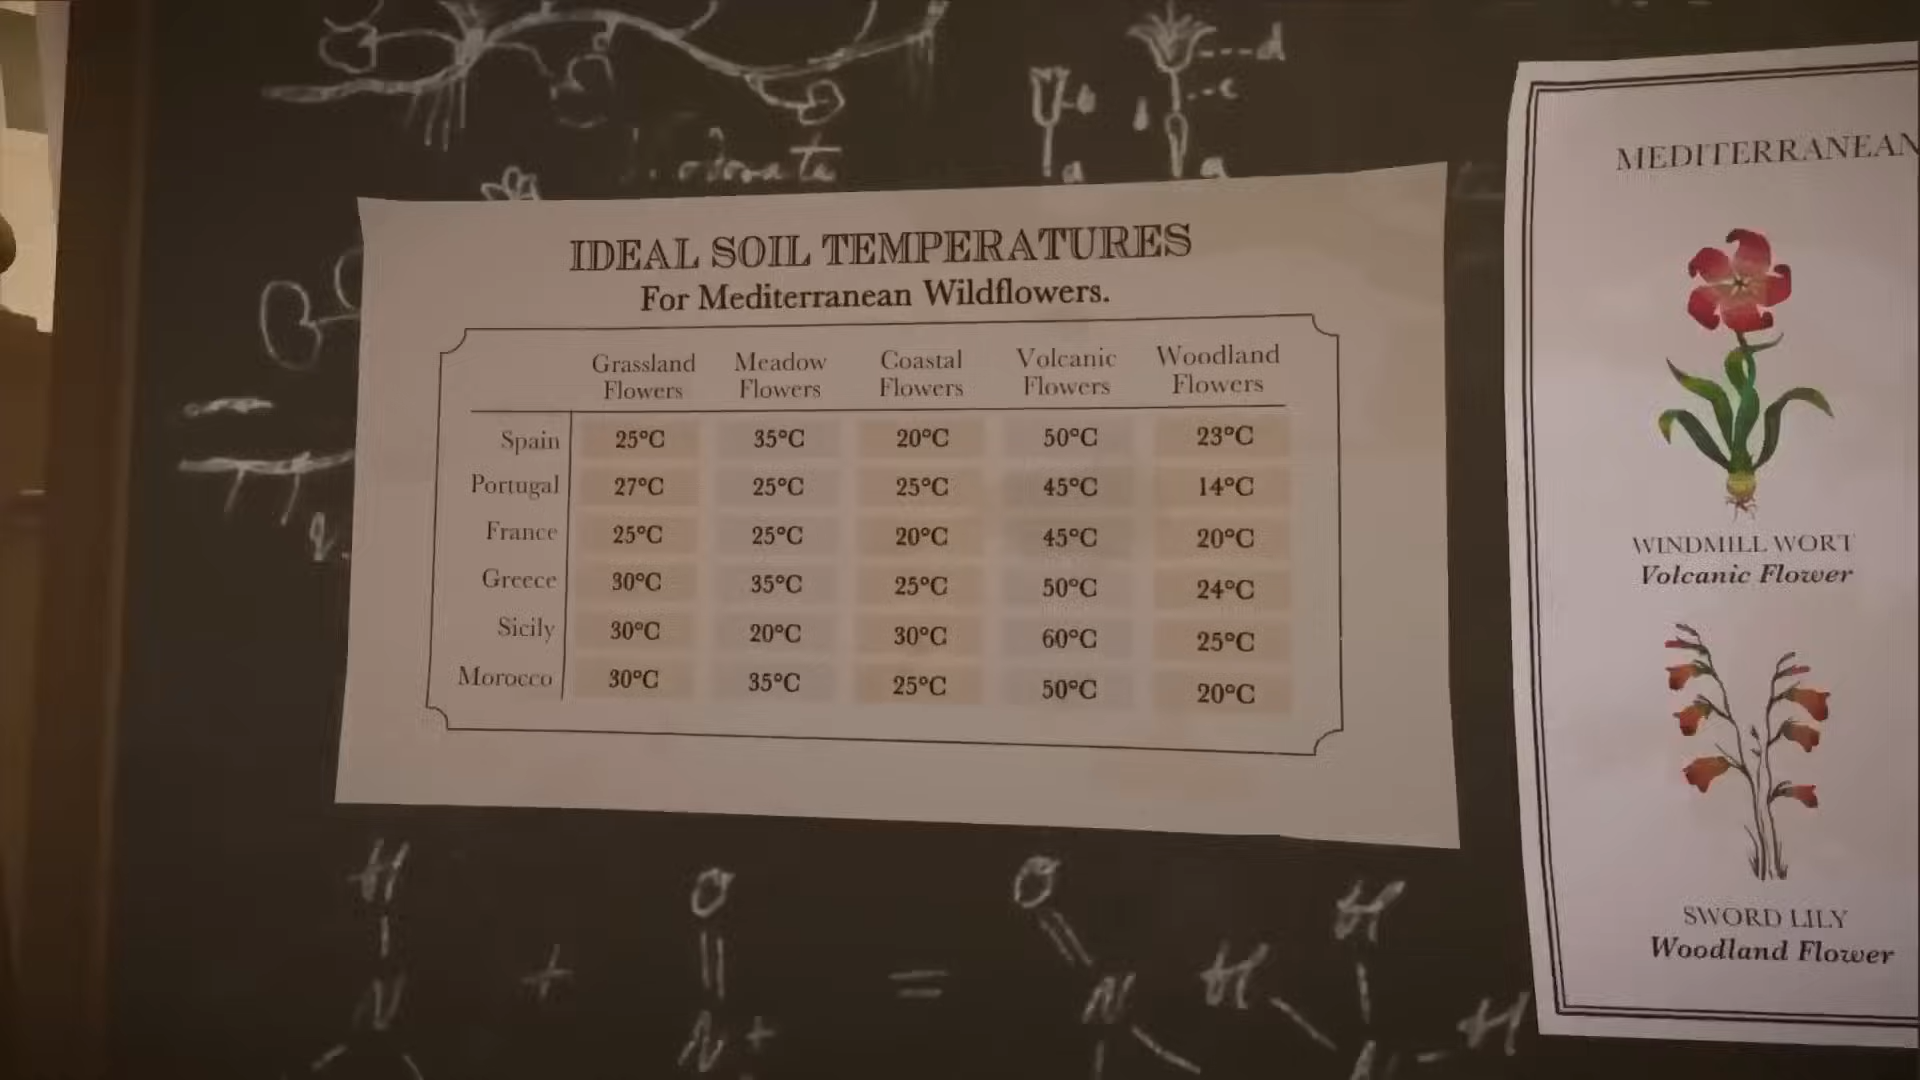 J. odorata
b
a
b
d
c
a
IDEAL SOIL TEMPERATURES
For Mediterranean Wildflowers.
Grassland Flowers Meadow Flowers Coastal Flowers Volcanic Flowers Woodland Flowers
Spain 25°C 35°C 20°C 50°C 23°C
Portugal 27°C 25°C 25°C 45°C 14°C
France 25°C 25°C 20°C 45°C 20°C
Greece 30°C 35°C 25°C 50°C 24°C
Sicily 30°C 20°C 30°C 60°C 25°C
Morocco 30°C 35°C 25°C 50°C 20°C
MEDITERRANEAN
WINDMILL WORT
Volcanic Flower
SWORD LILY
Woodland Flower
H O O H
+ = H
N N+ N H